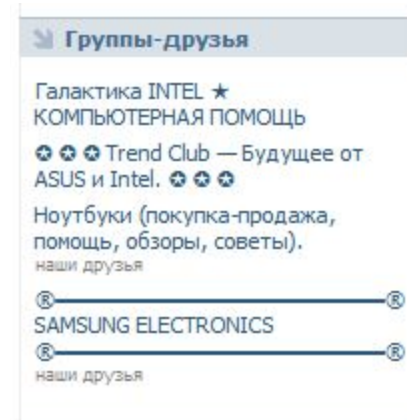 Группы-друзья
Галактика INTEL ★
КОМПЬЮТЕРНАЯ ПОМОЩЬ
✪ ✪ ✪ Trend Club — Будущее от
ASUS и Intel. ✪ ✪ ✪
Ноутбуки (покупка-продажа,
помощь, обзоры, советы).
наши друзья
®━━━━━━━━━━━━━━━━®
SAMSUNG ELECTRONICS
®━━━━━━━━━━━━━━━━®
наши друзья